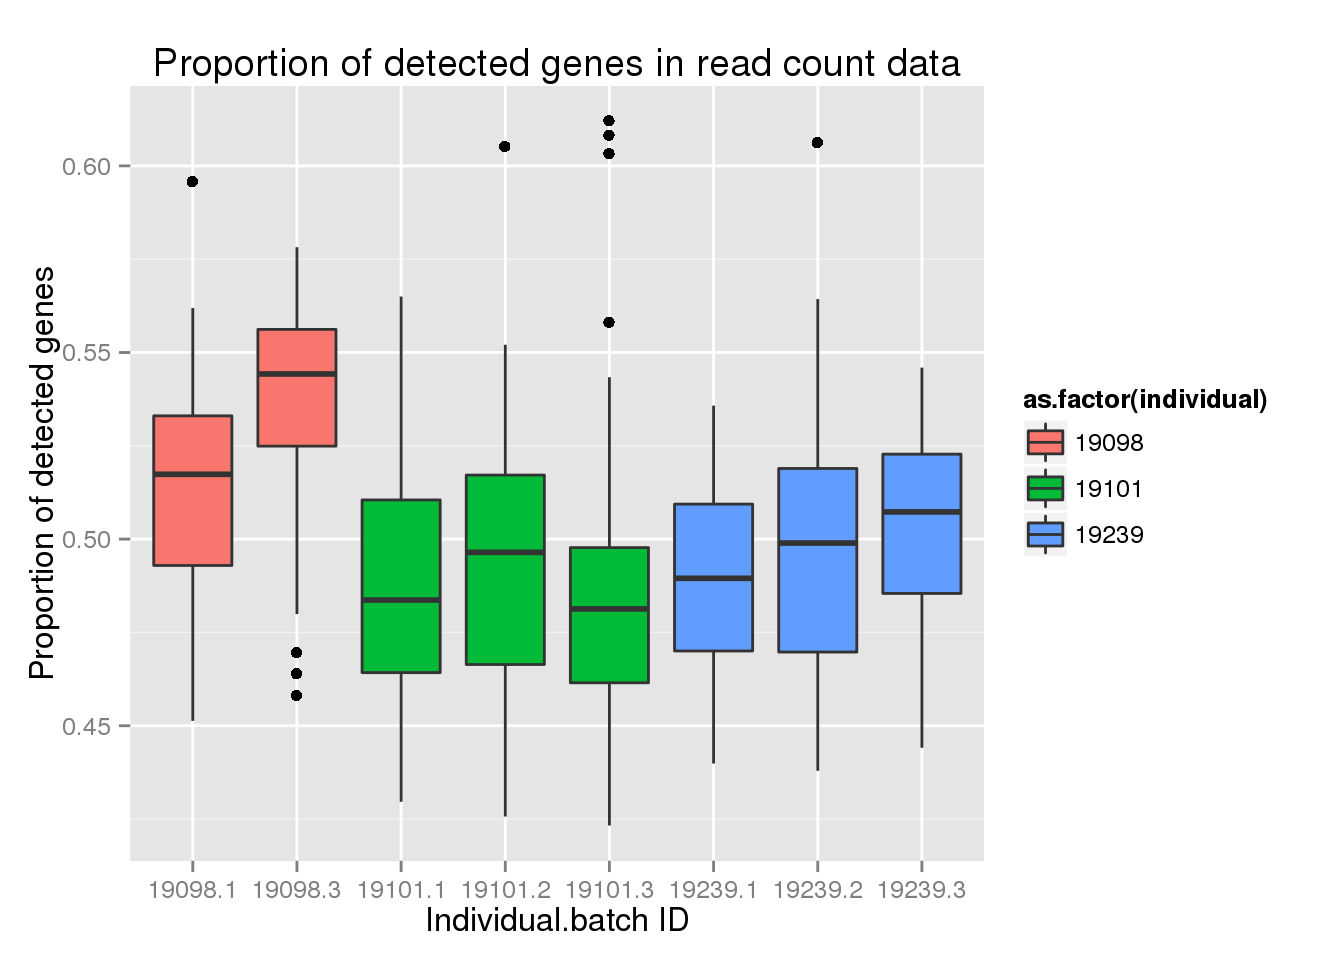 Proportion of detected genes in read count data
Proportion of detected genes
0.60
0.55
0.50
0.45
19098.1 19098.3 19101.1 19101.2 19101.3 19239.1 19239.2 19239.3
Individual.batch ID
as.factor(individual)
19098
19101
19239